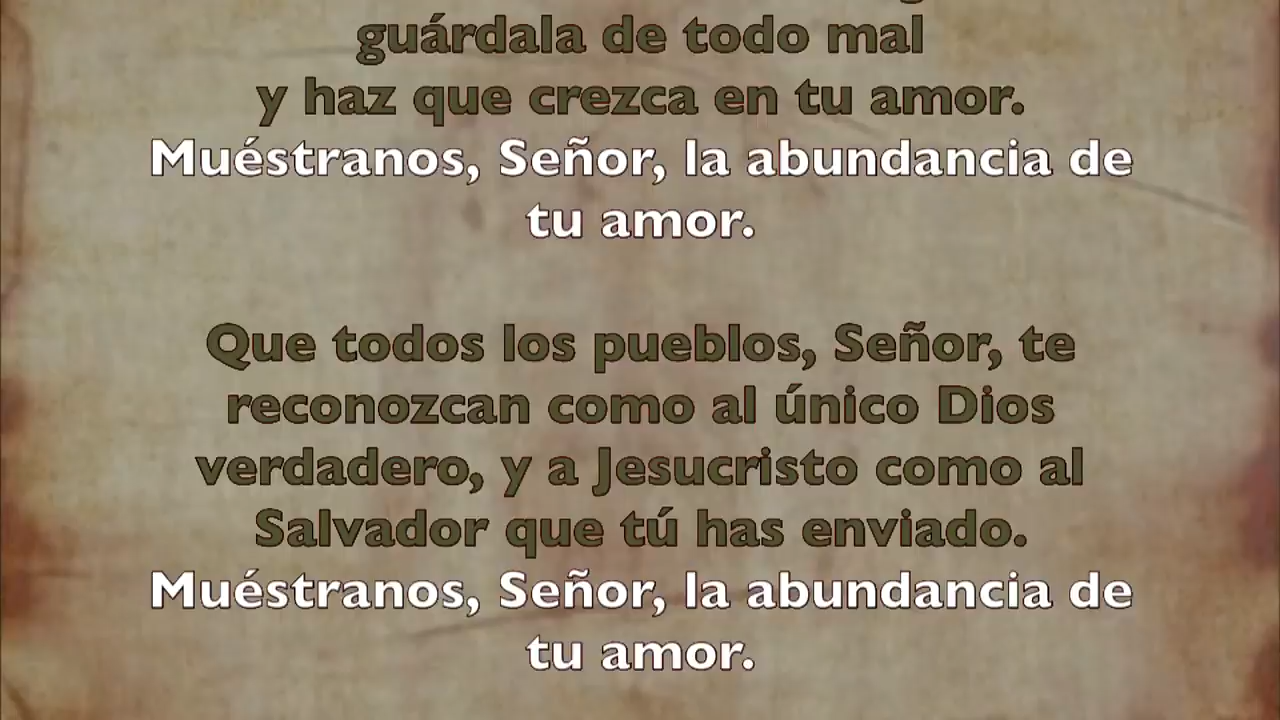 guárdala de todo mal
y haz que crezca en tu amor.
Muéstranos, Señor, la abundancia de
tu amor.
Que todos los pueblos, Señor, te
reconozcan como al único Dios
verdadero, y a Jesucristo como al
Salvador que tú has enviado.
Muéstranos, Señor, la abundancia de
tu amor.